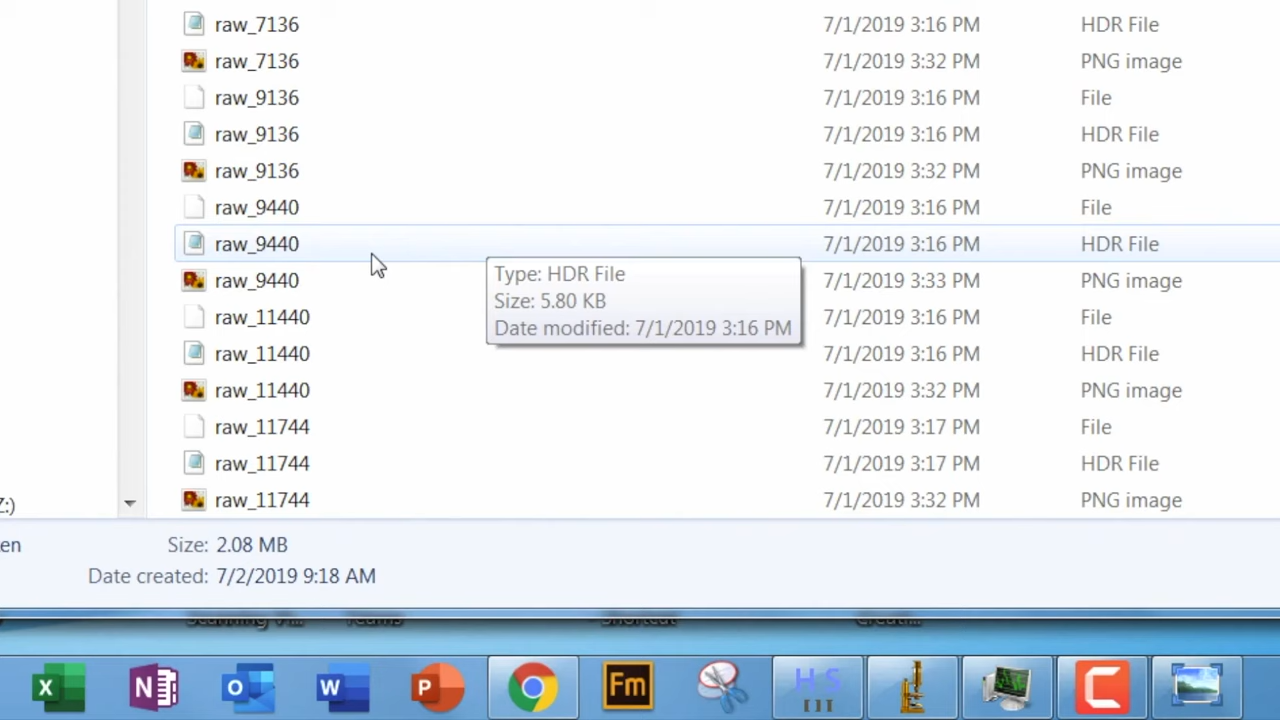 raw_7136 7/1/2019 3:16 PM HDR File
raw_7136 7/1/2019 3:32 PM PNG image
raw_9136 7/1/2019 3:16 PM File
raw_9136 7/1/2019 3:16 PM HDR File
raw_9136 7/1/2019 3:32 PM PNG image
raw_9440 7/1/2019 3:16 PM File
raw_9440 7/1/2019 3:16 PM HDR File
Type: HDR File
Size: 5.80 KB
Date modified: 7/1/2019 3:16 PM
raw_9440 7/1/2019 3:33 PM PNG image
raw_11440 7/1/2019 3:16 PM File
raw_11440 7/1/2019 3:16 PM HDR File
raw_11440 7/1/2019 3:32 PM PNG image
raw_11744 7/1/2019 3:17 PM File
raw_11744 7/1/2019 3:17 PM HDR File
raw_11744 7/1/2019 3:32 PM PNG image
Z:)
en Size: 2.08 MB
Date created: 7/2/2019 9:18 AM
Scanning Vi... Teams Shortcut Creati...
X N O W P Fm HS C
[ ] [ ]